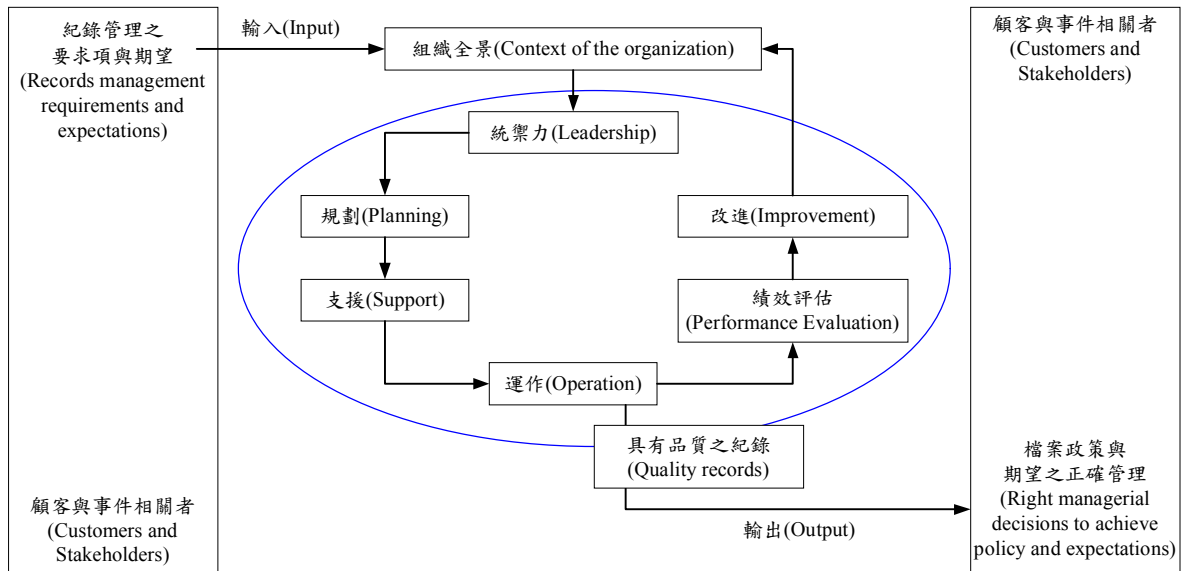 紀錄管理之
要求項與期望
(Records management
requirements and
expectations)
顧客與事件相關者
(Customers and
Stakeholders)
輸入(Input)
組織全景(Context of the organization)
統禦力(Leadership)
規劃(Planning)
支援(Support)
運作(Operation)
具有品質之紀錄
(Quality records)
績效評估
(Performance Evaluation)
改進(Improvement)
輸出(Output)
顧客與事件相關者
(Customers and
Stakeholders)
檔案政策與
期望之正確管理
(Right managerial
decisions to achieve
policy and expectations)